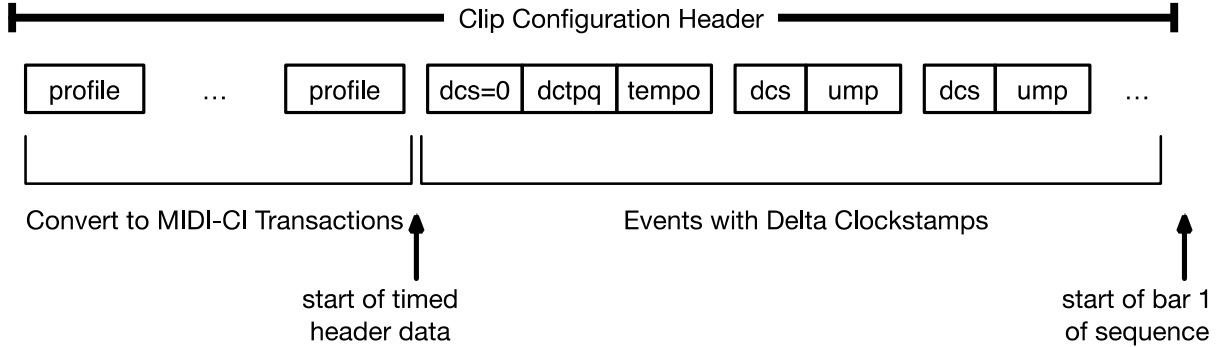 Clip Configuration Header
profile … profile dcs=0 dctpq tempo dcs ump dcs ump …
Convert to MIDI-CI Transactions Events with Delta Clockstamps
start of timed
header data
start of bar 1
of sequence